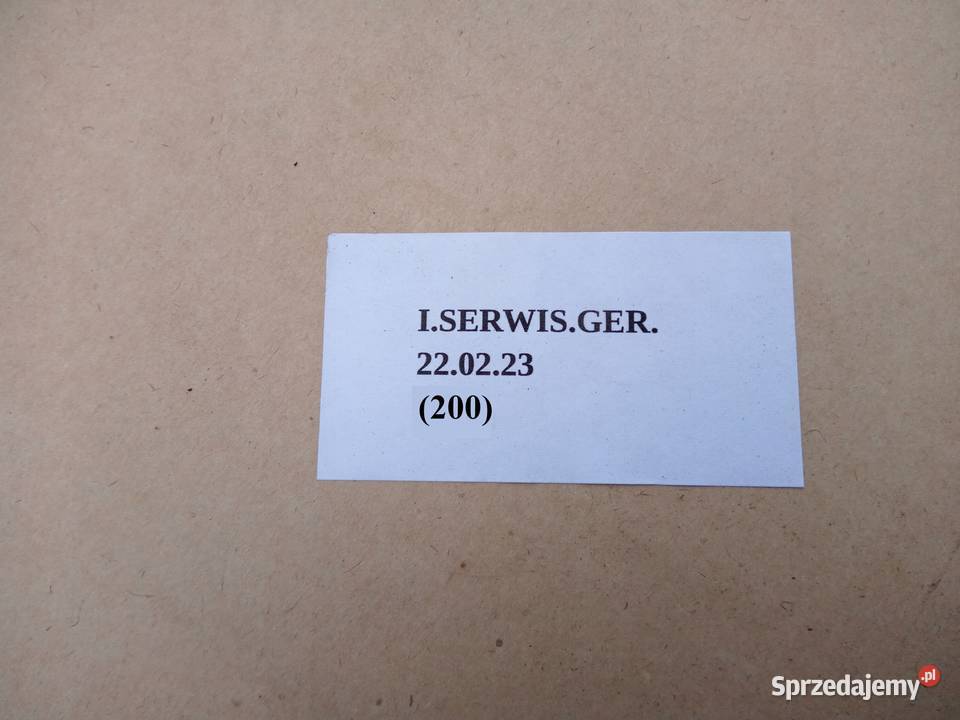 I.SERWIS.GER.
22.02.23
(200)
Sprzedajemy.pl